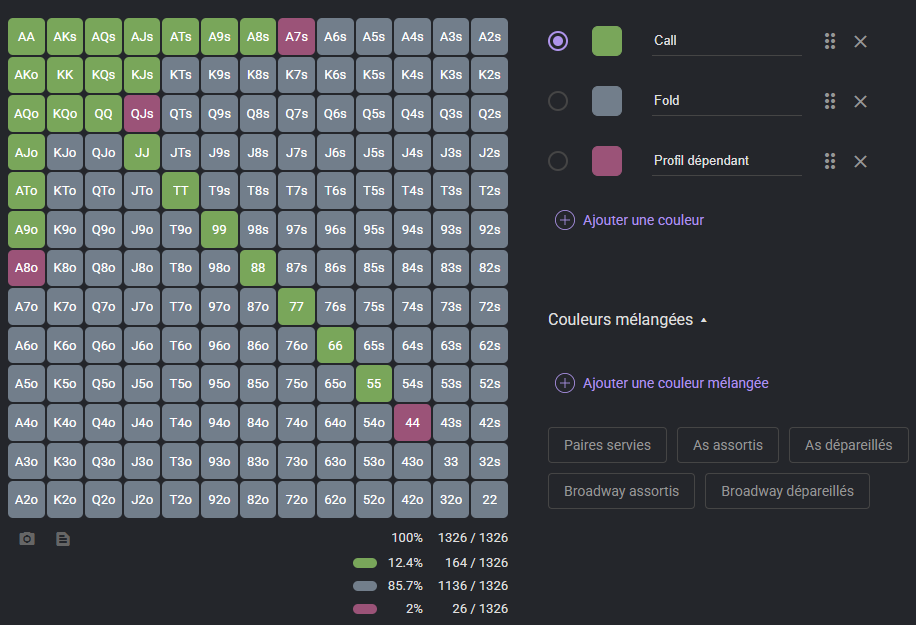 AA AKs AQs AJs ATs A9s A8s A7s A6s A5s A4s A3s A2s
AKo KK KQs KJs KTs K9s K8s K7s K6s K5s K4s K3s K2s
AQo KQo QQ QJs QTs Q9s Q8s Q7s Q6s Q5s Q4s Q3s Q2s
AJo KJo QJo JJ JTs J9s J8s J7s J6s J5s J4s J3s J2s
ATo KTo QTo JTo TT T9s T8s T7s T6s T5s T4s T3s T2s
A9o K9o Q9o J9o T9o 99 98s 97s 96s 95s 94s 93s 92s
A8o K8o Q8o J8o T8o 98o 88 87s 86s 85s 84s 83s 82s
A7o K7o Q7o J7o T7o 97o 87o 77 76s 75s 74s 73s 72s
A6o K6o Q6o J6o T6o 96o 86o 76o 66 65s 64s 63s 62s
A5o K5o Q5o J5o T5o 95o 85o 75o 65o 55 54s 53s 52s
A4o K4o Q4o J4o T4o 94o 84o 74o 64o 54o 44 43s 42s
A3o K3o Q3o J3o T3o 93o 83o 73o 63o 53o 43o 33 32s
A2o K2o Q2o J2o T2o 92o 82o 72o 62o 52o 42o 32o 22
100% 1326 / 1326
12.4% 164 / 1326
85.7% 1136 / 1326
2% 26 / 1326
Call
Fold
Profil dépendant
Ajouter une couleur
Couleurs mélangées
Ajouter une couleur mélangée
Paires servies As assortis As dépareillés
Broadway assortis Broadway dépareillés